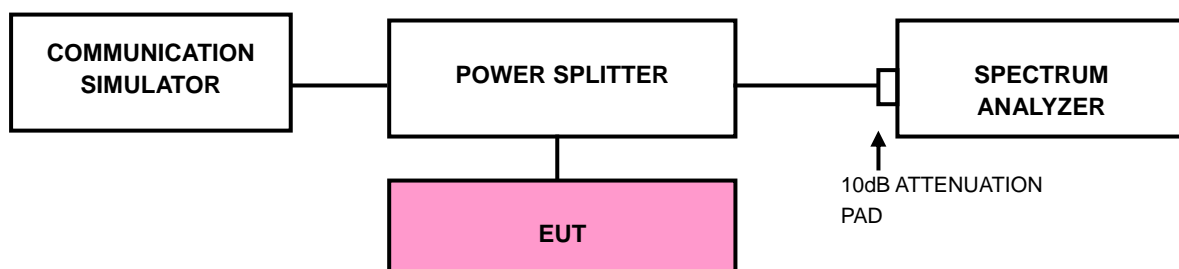 COMMUNICATION
SIMULATOR
POWER SPLITTER
SPECTRUM
ANALYZER
10dB ATTENUATION
PAD
EUT